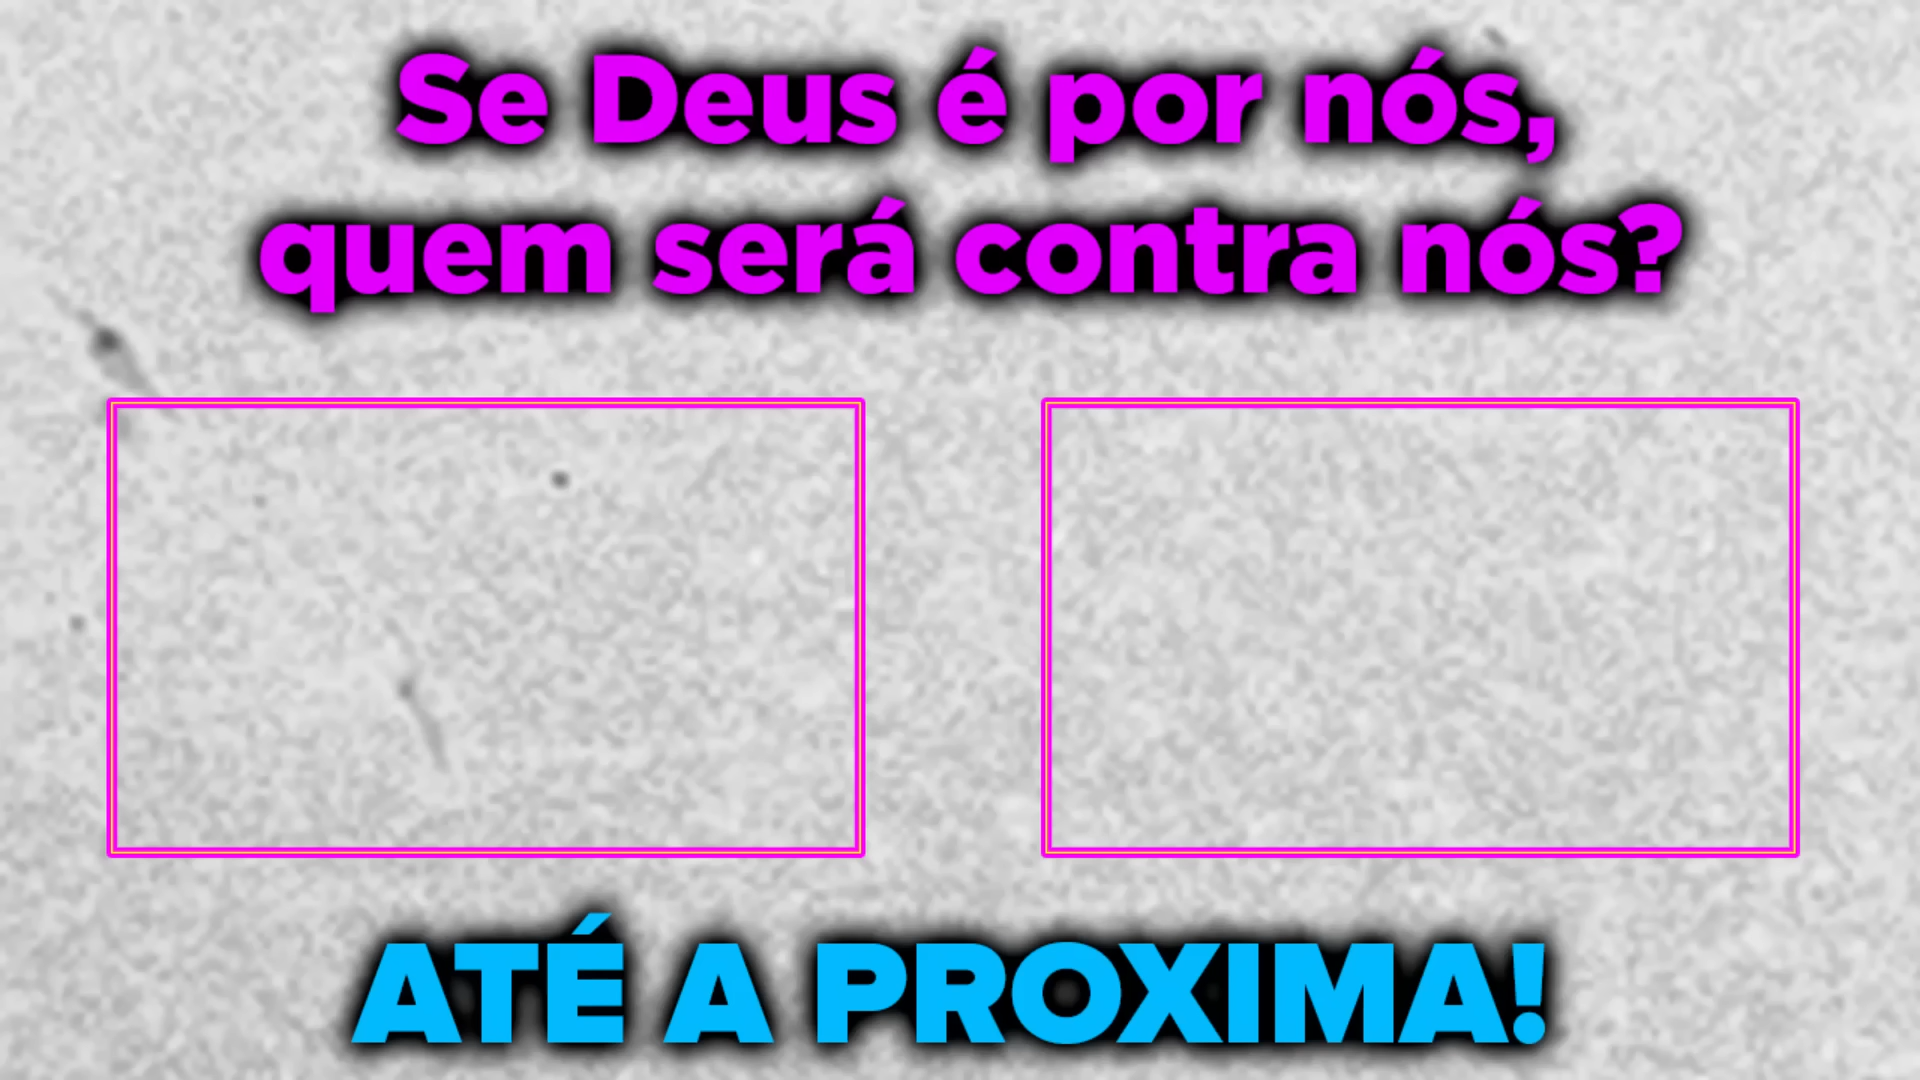 Se Deus é por nós,
quem será contra nós?
ATÉ A PROXIMA!